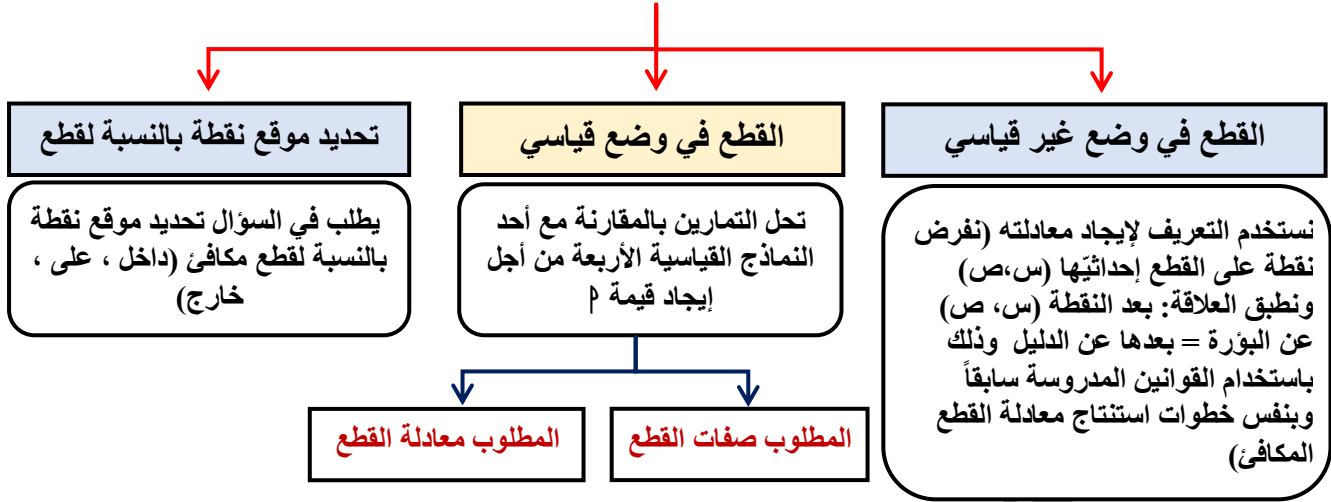 القطع في وضع غير قياسي
نستخدم التعريف لإيجاد معادلته (نفرض
نقطة على القطع إحداثيّها (س،ص)
ونطبق العلاقة: بعد النقطة (س، ص)
عن البؤرة = بعدها عن الدليل وذلك
باستخدام القوانين المدروسة سابقاً
وبنفس خطوات استنتاج معادلة القطع
المكافئ)
القطع في وضع قياسي
تحل التمارين بالمقارنة مع أحد
النماذج القياسية الأربعة من أجل
إيجاد قيمة م
المطلوب صفات القطع
المطلوب معادلة القطع
تحديد موقع نقطة بالنسبة لقطع
يطلب في السؤال تحديد موقع نقطة
بالنسبة لقطع مكافئ (داخل ، على ،
خارج)